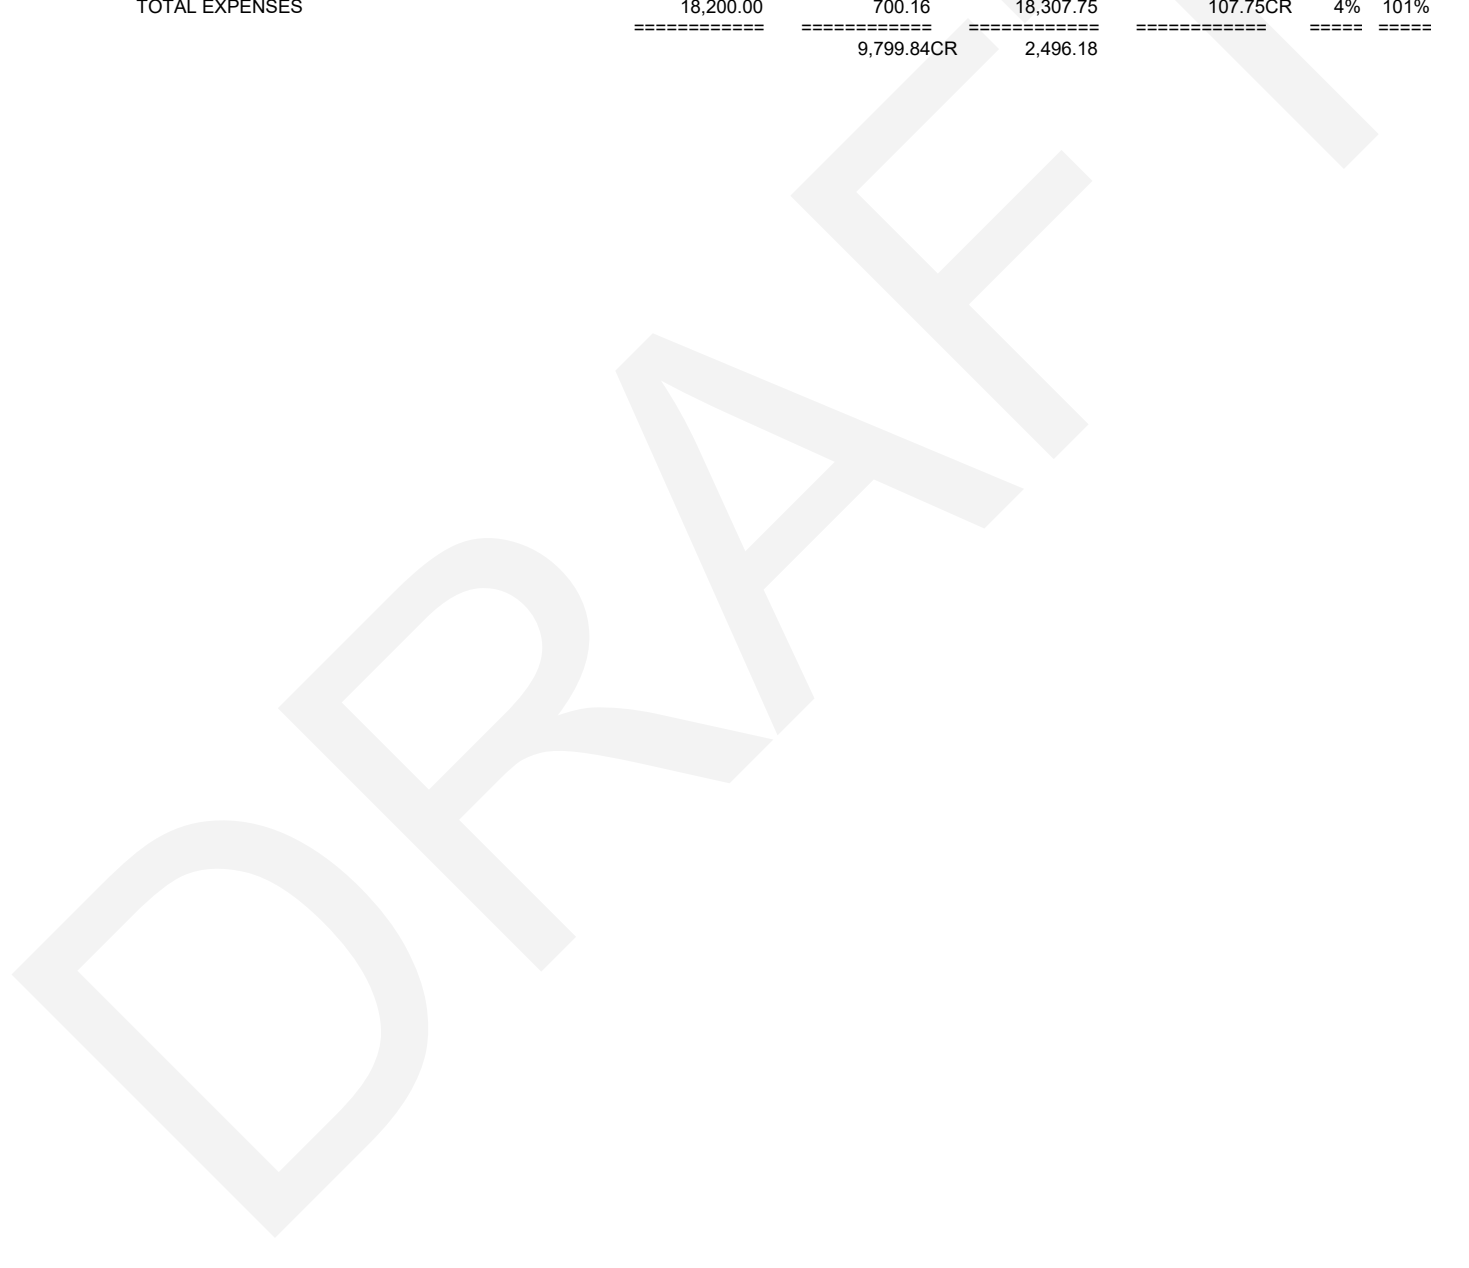 TOTAL EXPENSES 18,200.00 700.16 18,307.75 107.75CR 4% 101%
============ ============ ============ ============ ===== =====
9,799.84CR 2,496.18
DRAFT